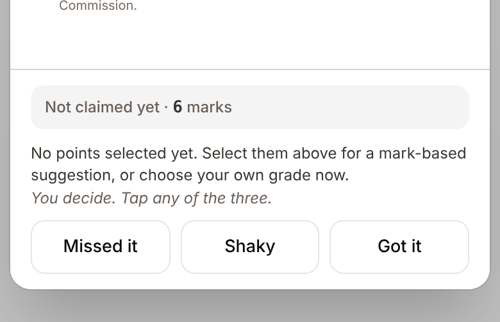 Commission.
Not claimed yet · 6 marks
No points selected yet. Select them above for a mark-based
suggestion, or choose your own grade now.
You decide. Tap any of the three.
Missed it
Shaky
Got it